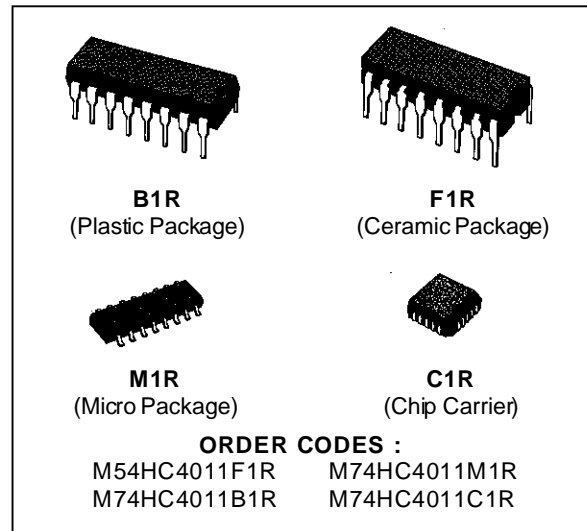 B1R
(Plastic Package)
F1R
(Ceramic Package)
M1R
(Micro Package)
C1R
(Chip Carrier)
ORDER CODES :
M54HC4011F1R M74HC4011M1R
M74HC4011B1R M74HC4011C1R